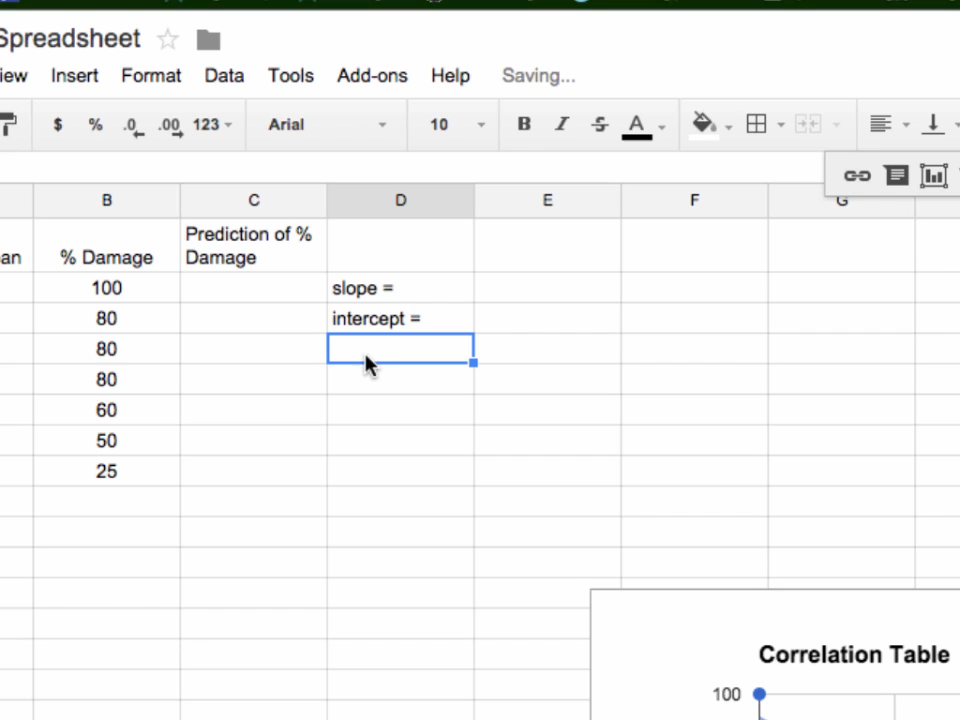 Spreadsheet
iew Insert Format Data Tools Add-ons Help Saving...
$ % .0 .00 123 Arial 10 B I S A
B C D E F G
an % Damage Prediction of %
Damage
100 slope =
80 intercept =
80
80
60
50
25
Correlation Table
100